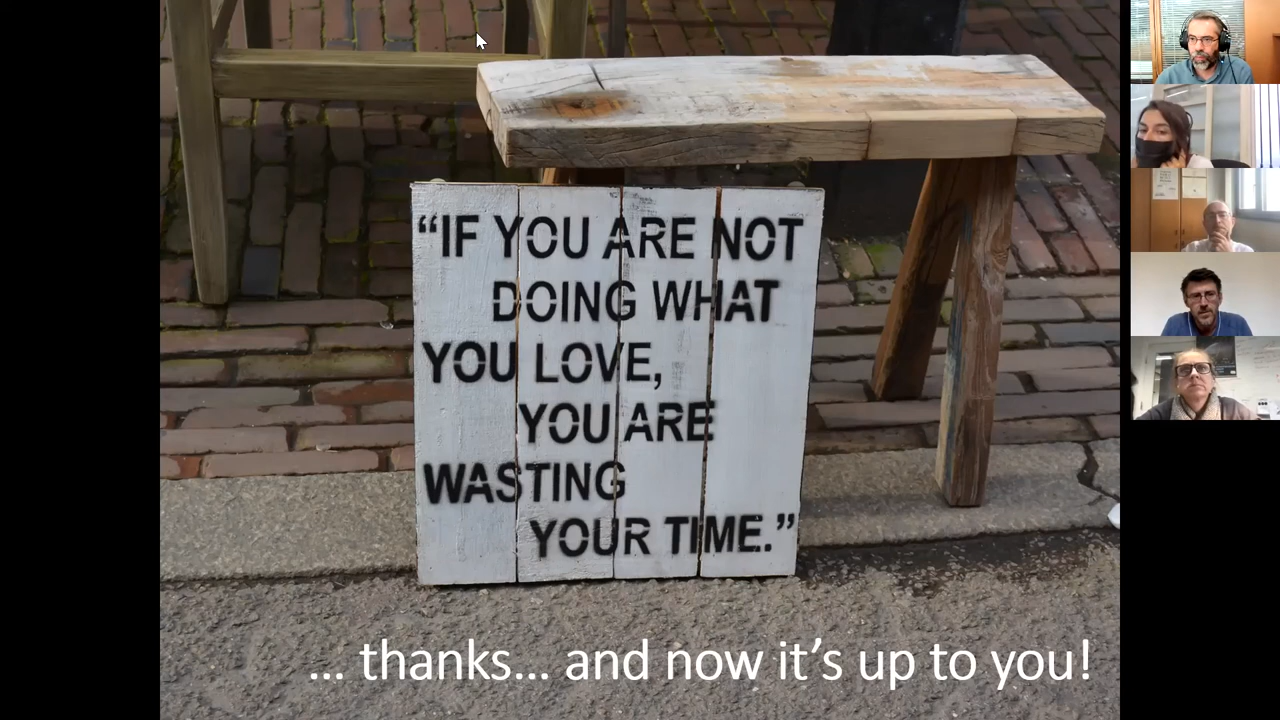 “IF YOU ARE NOT
DOING WHAT
YOU LOVE,
YOU ARE
WASTING
YOUR TIME.”
... thanks... and now it’s up to you!